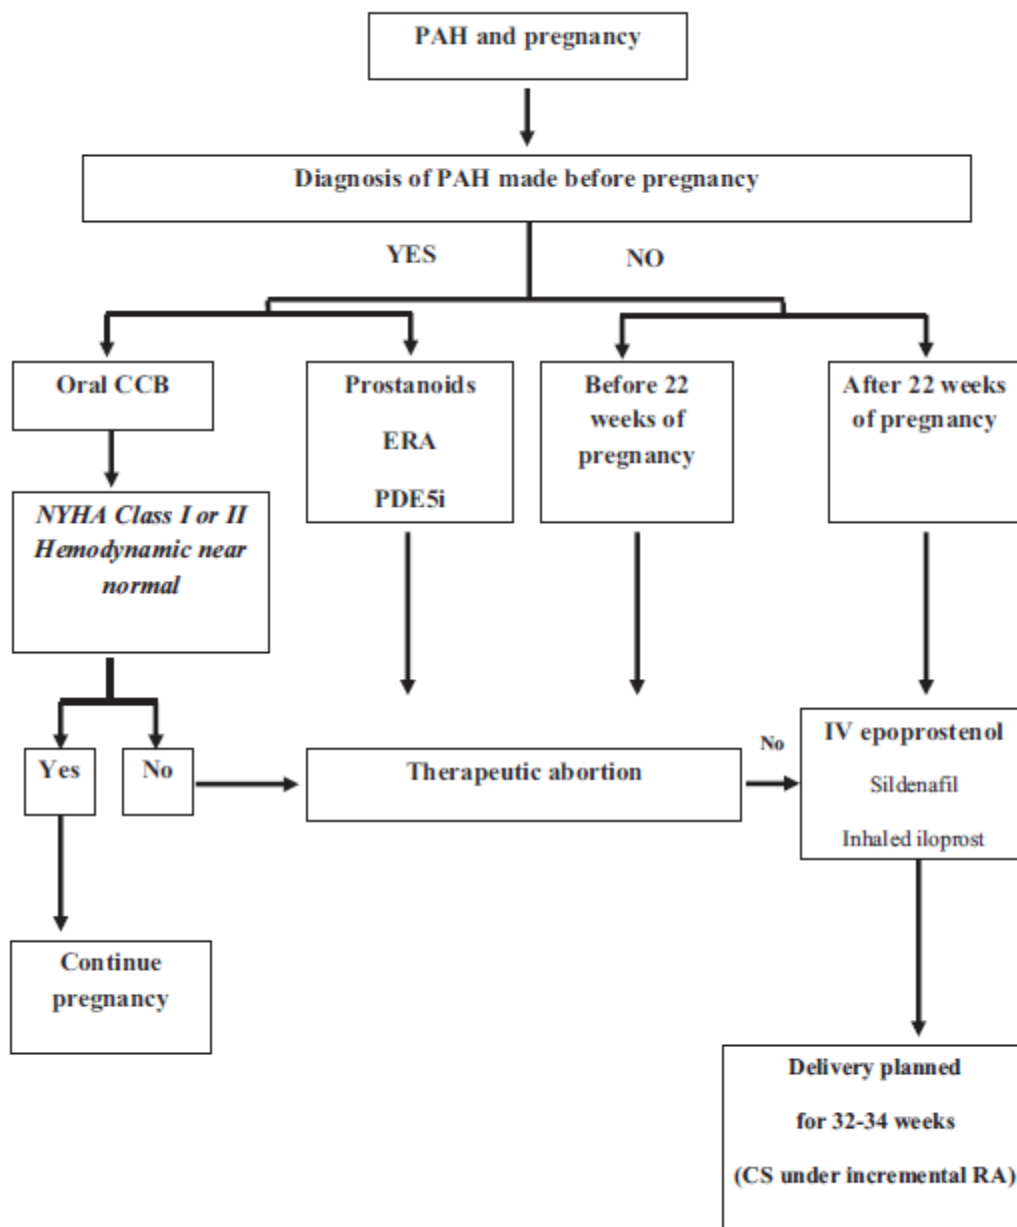 PAH and pregnancy
Diagnosis of PAH made before pregnancy
YES
NO
Oral CCB
Prostanoids
ERA
PDE5i
Before 22
weeks of
pregnancy
After 22 weeks
of pregnancy
NYHA Class I or II
Hemodynamic near
normal
Yes
No
Therapeutic abortion
No
IV epoprostenol
Sildenafil
Inhaled iloprost
Continue
pregnancy
Delivery planned
for 32-34 weeks
(CS under incremental RA)